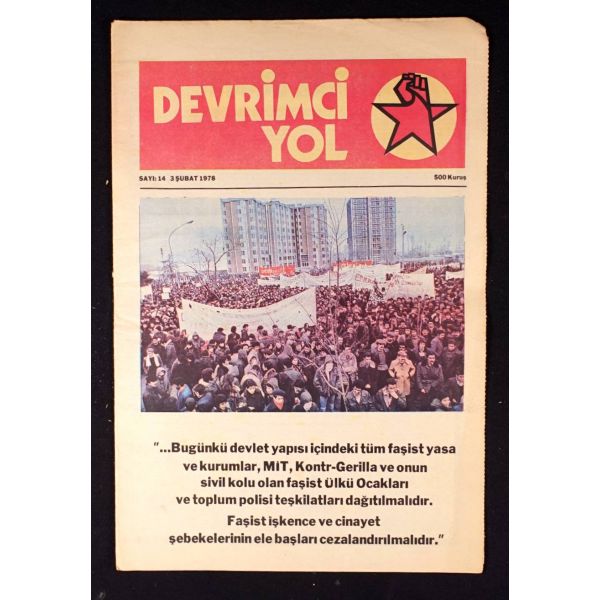 DEVRİMCİ
YOL
SAYI: 14 3 ŞUBAT 1978
500 Kuruş
"...Bugünkü devlet yapısı içindeki tüm faşist yasa
ve kurumlar, MİT, Kontr-Gerilla ve onun
sivil kolu olan faşist Ülkü Ocakları
ve toplum polisi teşkilatları dağıtılmalıdır.
Faşist işkence ve cinayet
şebekelerinin ele başları cezalandırılmalıdır."